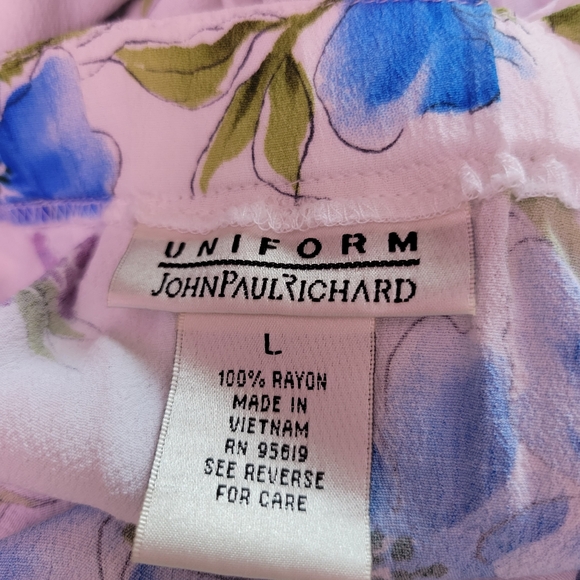 UNIFORM
JOHNPAULRICHARD
L
100% RAYON
MADE IN
VIETNAM
RN 95619
SEE REVERSE
FOR CARE